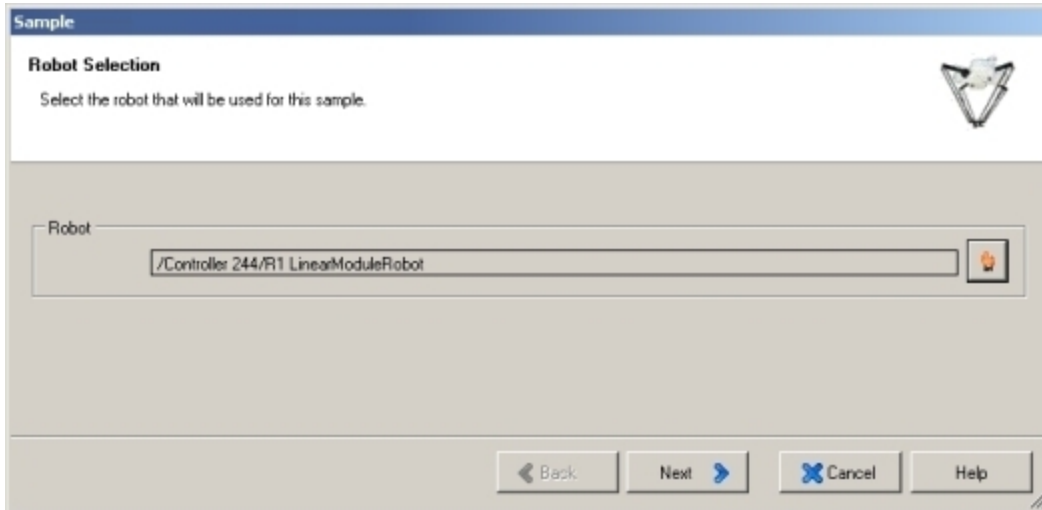 Sample
Robot Selection
Select the robot that will be used for this sample.
Robot
/Controller 244/R1 LinearModuleRobot
Back
Next
Cancel
Help